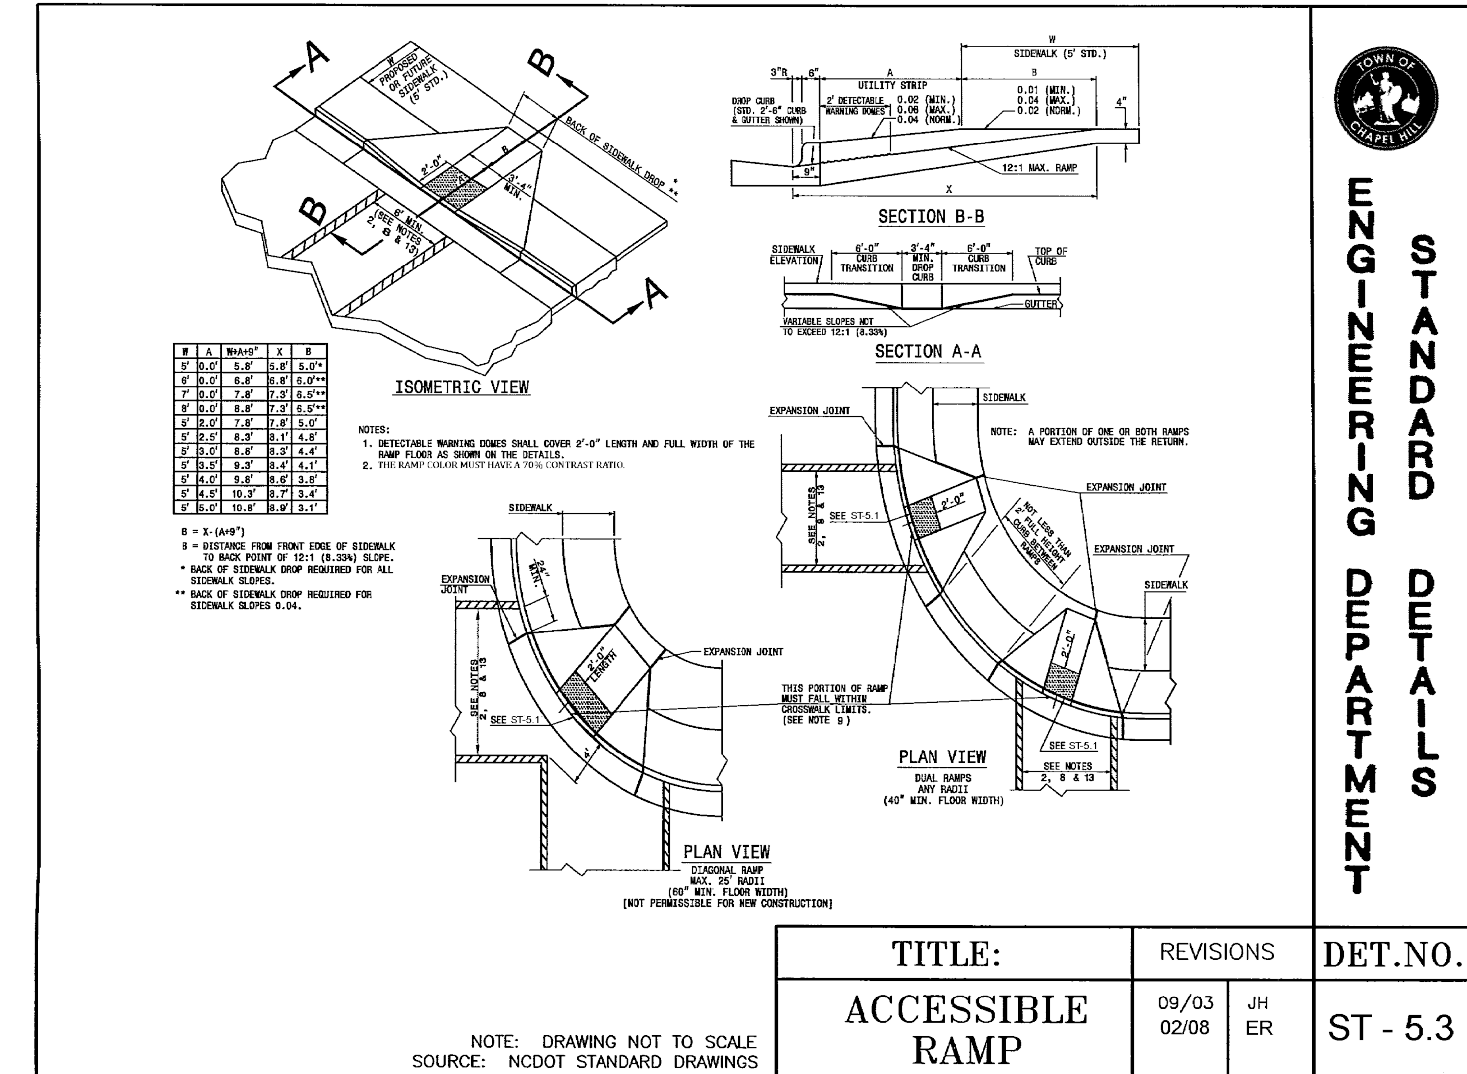 A
B
W
PROPOSED
OR FUTURE
SIDEWALK
(5' STD.)
BACK OF SIDEWALK DROP * **
2'-0"
A
B
3'-4"
MIN.
6' MIN.
(SEE NOTES
2, 8 & 13)
B
A
ISOMETRIC VIEW
W
SIDEWALK (5' STD.)
3"R 6" A B
UTILITY STRIP
DROP CURB
(STD. 2'-6" CURB
& GUTTER SHOWN)
2' DETECTABLE
WARNING DOMES
0.02 (MIN.)
0.06 (MAX.)
0.04 (NORM.)
0.01 (MIN.)
0.04 (MAX.)
0.02 (NORM.)
4"
9"
12:1 MAX. RAMP
X
SECTION B-B
SIDEWALK
ELEVATION
6'-0"
CURB
TRANSITION
3'-4"
MIN.
DROP
CURB
6'-0"
CURB
TRANSITION
TOP OF
CURB
GUTTER
VARIABLE SLOPES NOT
TO EXCEED 12:1 (8.33%)
SECTION A-A
W A W+A+9" X B
5' 0.0' 5.8' 5.8' 5.0'*
6' 0.0' 6.8' 6.8' 6.0'**
7' 0.0' 7.8' 7.3' 6.5'**
8' 0.0' 8.8' 7.3' 6.5'**
5' 2.0' 7.8' 7.8' 5.0'
5' 2.5' 8.3' 8.1' 4.8'
5' 3.0' 8.8' 8.3' 4.4'
5' 3.5' 9.3' 8.4' 4.1'
5' 4.0' 9.8' 8.6' 3.8'
5' 4.5' 10.3' 8.7' 3.4'
5' 5.0' 10.8' 8.9' 3.1'
B = X-(A+9")
B = DISTANCE FROM FRONT EDGE OF SIDEWALK
TO BACK POINT OF 12:1 (8.33%) SLOPE.
* BACK OF SIDEWALK DROP REQUIRED FOR ALL
SIDEWALK SLOPES.
** BACK OF SIDEWALK DROP REQUIRED FOR
SIDEWALK SLOPES 0.04.
NOTES:
1. DETECTABLE WARNING DOMES SHALL COVER 2'-0" LENGTH AND FULL WIDTH OF THE
RAMP FLOOR AS SHOWN ON THE DETAILS.
2. THE RAMP COLOR MUST HAVE A 70% CONTRAST RATIO.
SIDEWALK
24"
MIN.
EXPANSION
JOINT
2'-0"
LENGTH
EXPANSION JOINT
SEE NOTES
2, 8 & 13
SEE ST-5.1
4'
PLAN VIEW
DIAGONAL RAMP
MAX. 25' RADII
(60" MIN. FLOOR WIDTH)
[NOT PERMISSIBLE FOR NEW CONSTRUCTION]
SIDEWALK
EXPANSION JOINT
NOTE: A PORTION OF ONE OR BOTH RAMPS
MAY EXTEND OUTSIDE THE RETURN.
EXPANSION JOINT
SEE NOTES
2, 8 & 13
SEE ST-5.1
2'-0"
NOT LESS THAN
2' FULL HEIGHT
CURB BETWEEN
RAMPS
EXPANSION JOINT
SIDEWALK
2'-0"
THIS PORTION OF RAMP
MUST FALL WITHIN
CROSSWALK LIMITS.
(SEE NOTE 9)
SEE ST-5.1
SEE NOTES
2, 8 & 13
PLAN VIEW
DUAL RAMPS
ANY RADII
(40" MIN. FLOOR WIDTH)
TOWN OF
CHAPEL HILL
ENGINEERING DEPARTMENT
STANDARD DETAILS
NOTE: DRAWING NOT TO SCALE
SOURCE: NCDOT STANDARD DRAWINGS
TITLE:
ACCESSIBLE
RAMP
REVISIONS
09/03 JH
02/08 ER
DET.NO.
ST - 5.3